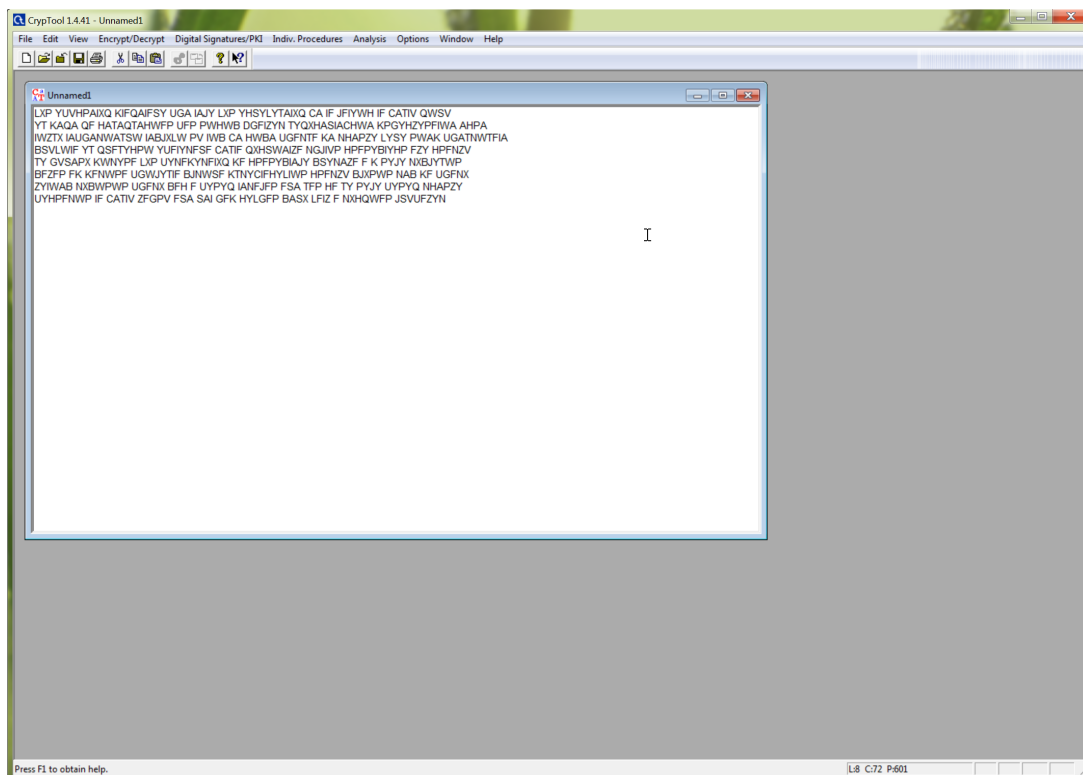 CrypTool 1.4.41 - Unnamed1
File Edit View Encrypt/Decrypt Digital Signatures/PKI Indiv. Procedures Analysis Options Window Help
Unnamed1
LXP YUVHPAIXQ KIFQAIFSY UGA IAJY LXP YHSYLYTAIXQ CA IF JFIYWH IF CATIV QWSV
YT KAQA QF HATAQTAHWFP UFP PWHWB DGFIZYN TYQXHASIACHWA KPGYHZYPFIWA AHPA
IWZTX IAUGANWATSW IABJXLW PV IWB CA HWBA UGFNTF KA NHAPZY LYSY PWAK UGATNWTFIA
BSVLWIF YT QSFTYHPW YUFIYNFSF CATIF QXHSWAIZF NGJIVP HPFPYBIYHP FZY HPFNZV
TY GVSAPX KWNYPF LXP UYNFKYNFIXQ KF HPFPYBIAJY BSYNAZF F K PYJY NXBJYTWP
BFZFP FK KFNWPF UGWJYTIF BJNWSF KTNYCIFHYLIWP HPFNZV BJXPWP NAB KF UGFNX
ZYIWAB NXBWPWP UGFNX BFH F UYPYQ IANFJFP FSA TFP HF TY PYJY UYPYQ NHAPZY
UYHPFNWP IF CATIV ZFGPV FSA SAI GFK HYLGFP BASX LFIZ F NXHQWFP JSVUFZYN
Press F1 to obtain help.
L:8 C:72 P:601